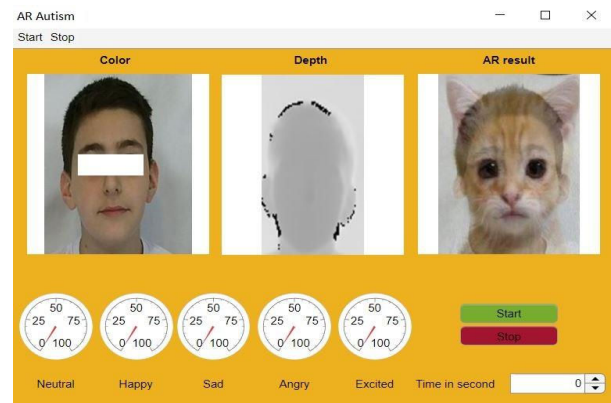 AR Autism
Start Stop
Color Depth AR result
50 50 50 50 50
25 75 25 75 25 75 25 75 25 75
0 100 0 100 0 100 0 100 0 100
Start
Stop
Neutral Happy Sad Angry Excited Time in second 0